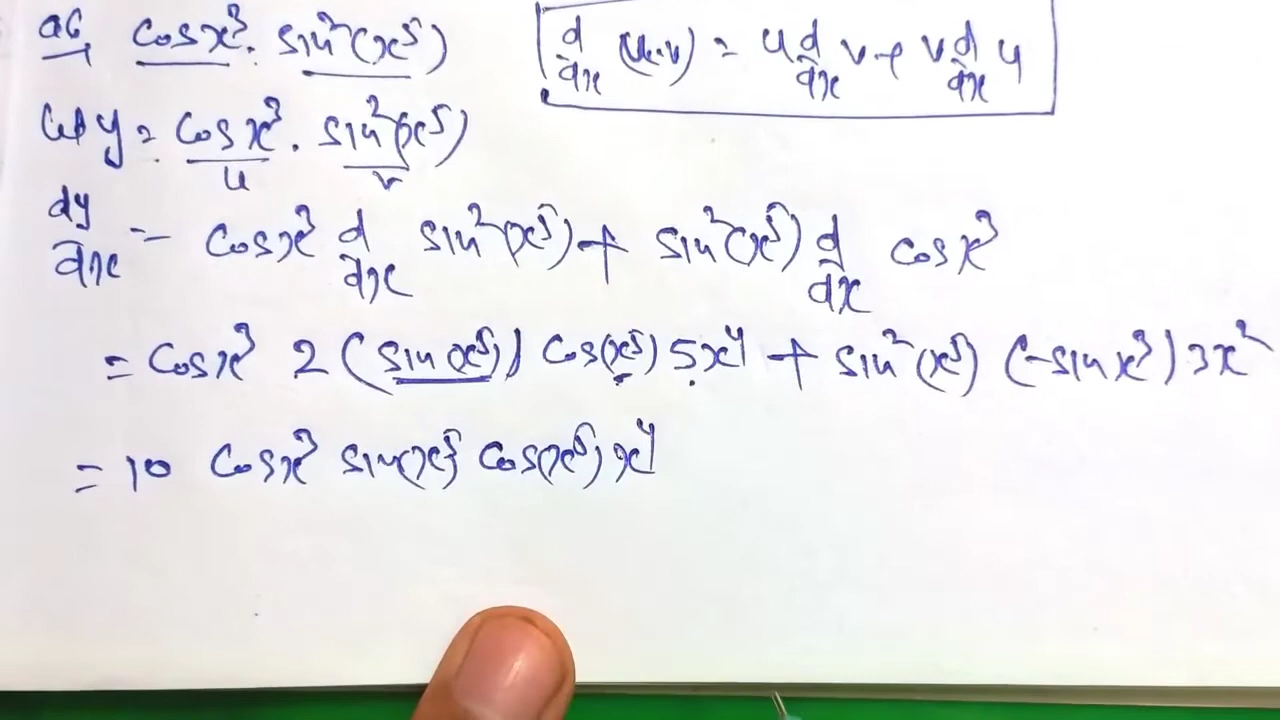 Q6 cos x³. sin²(x⁵)
d/dx (u.v) = u d/dx v + v d/dx u
Let y = cos x³ . sin²(x⁵)
u v
dy/dx = cos x³ d/dx sin²(x⁵) + sin²(x⁵) d/dx cos x³
= cos x³ 2 (sin(x⁵)) cos(x⁵) 5x⁴ + sin²(x⁵) (-sin x³) 3x²
= 10 cos x³ sin(x⁵) cos(x⁵) x⁴